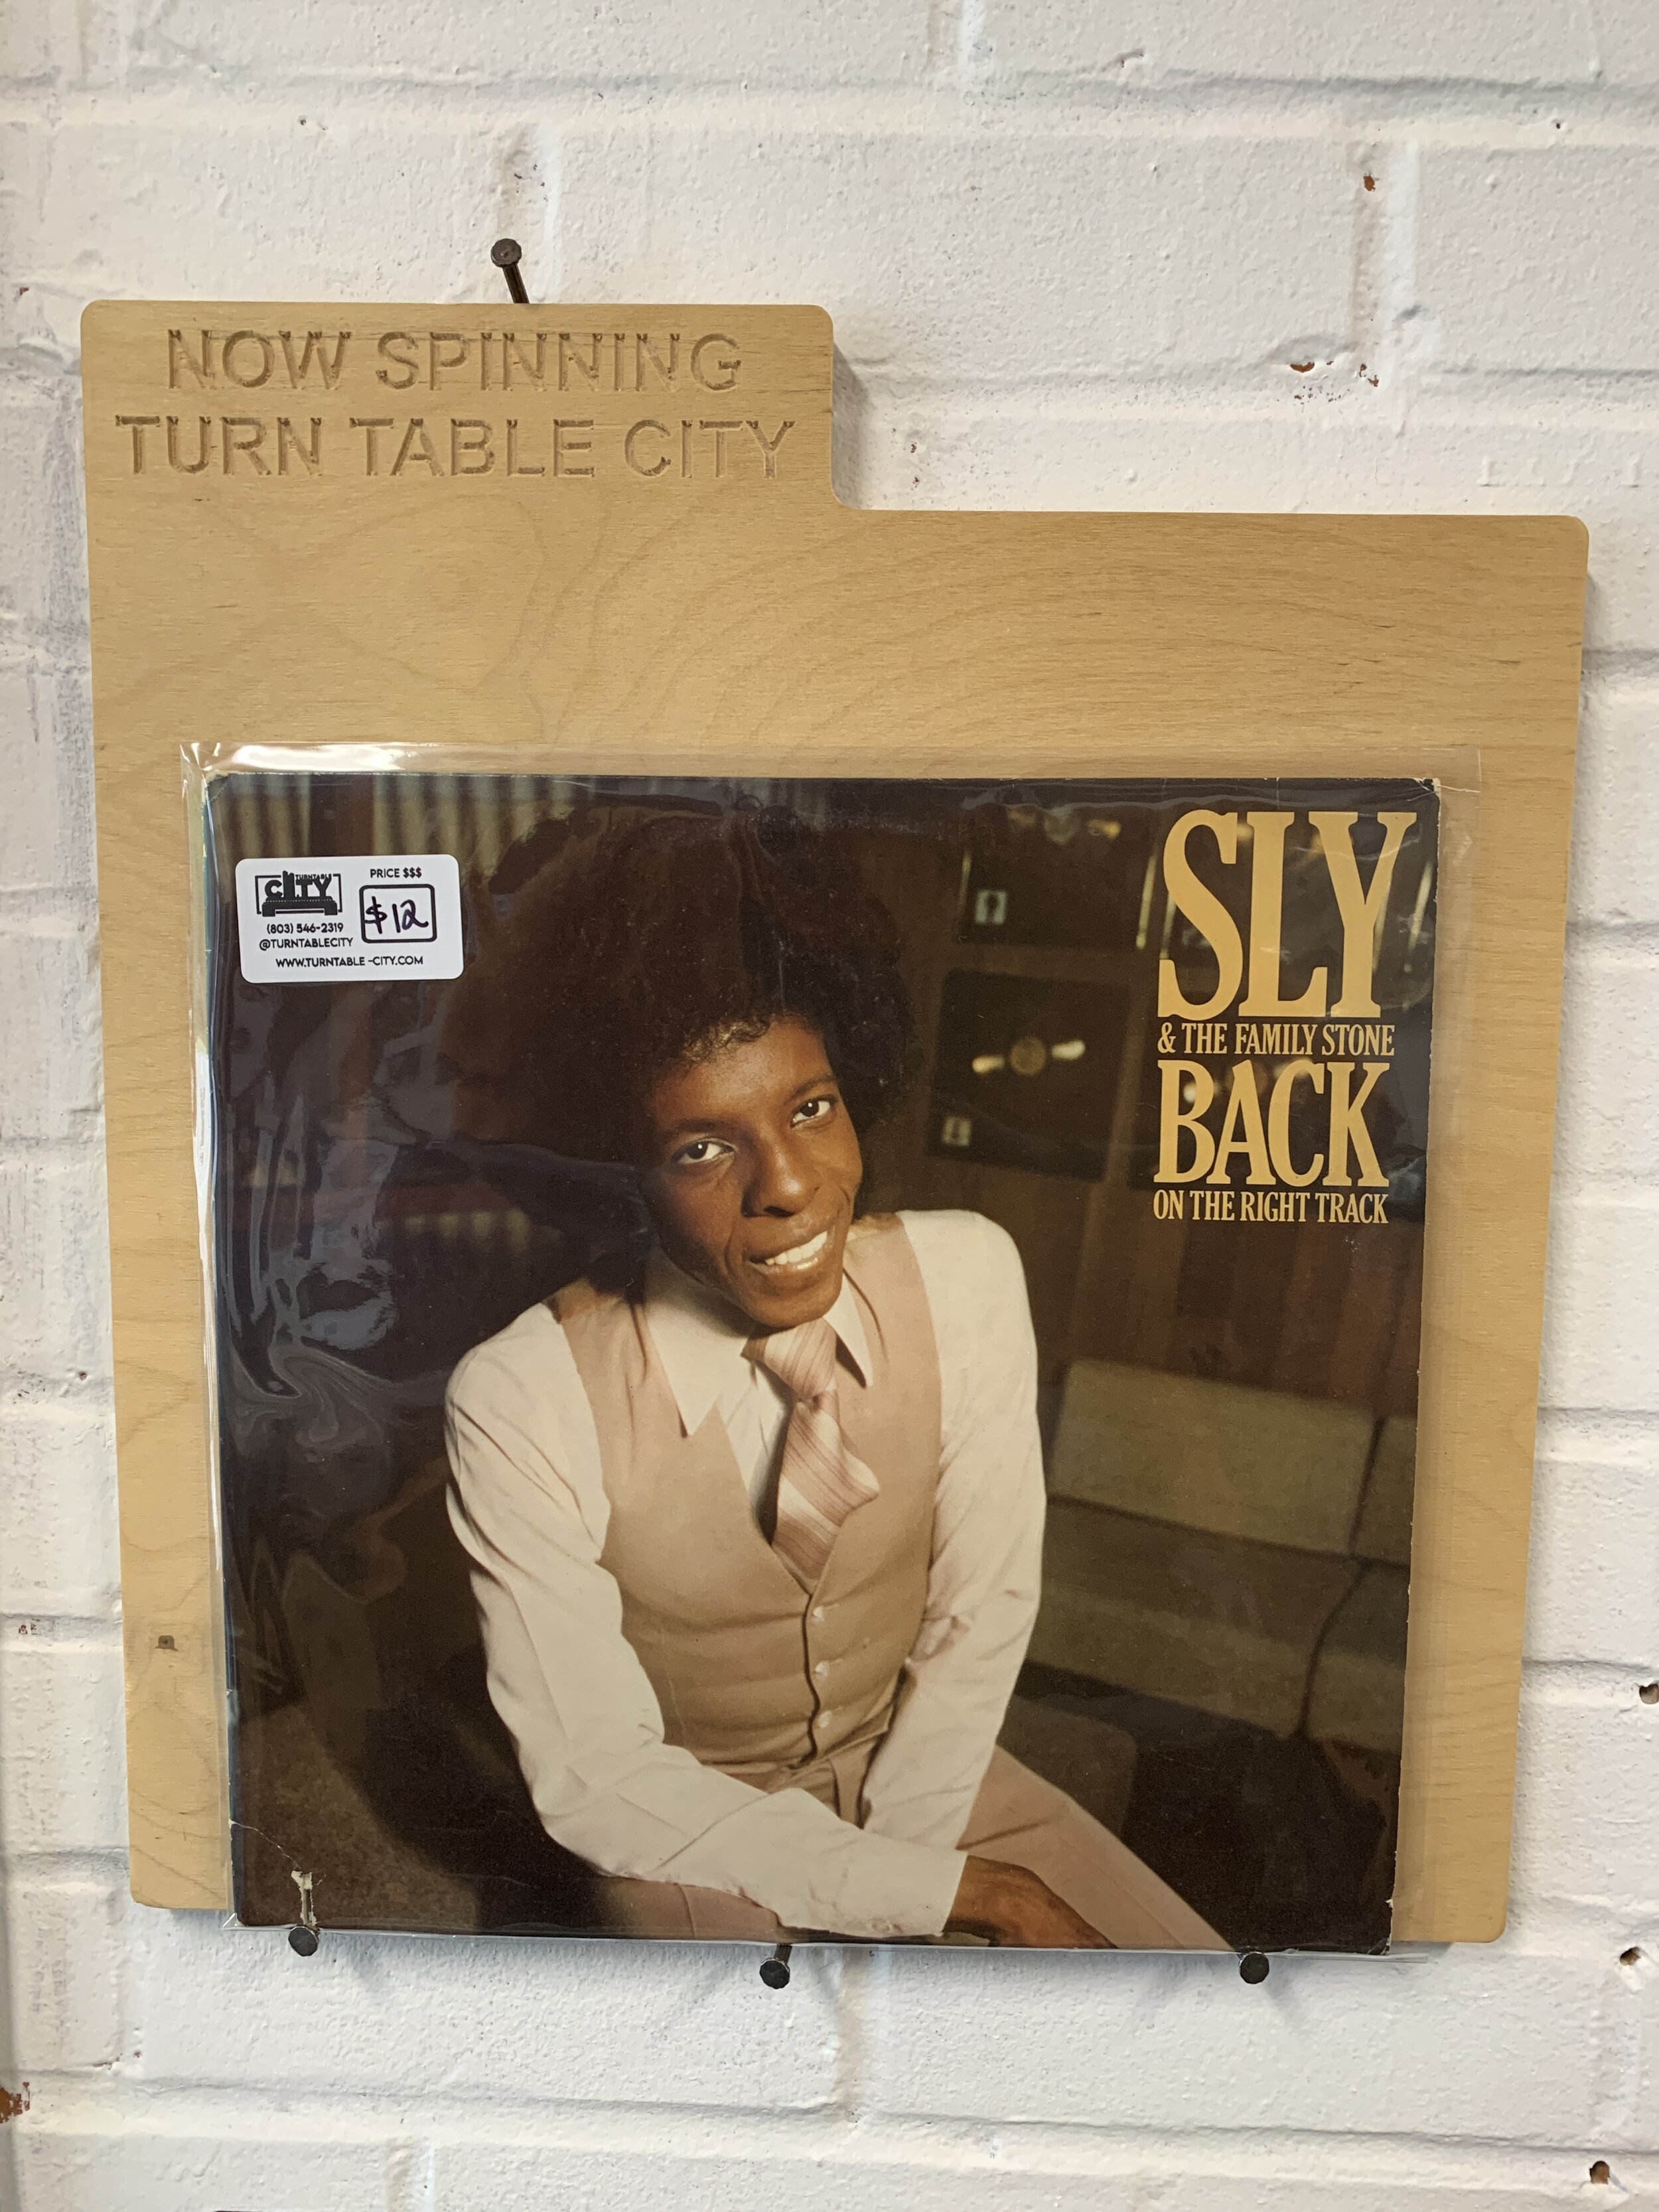 NOW SPINNING
TURN TABLE CITY
TURNTABLE
CITY
PRICE $$$
$12
(803) 546-2319
@TURNTABLECITY
WWW.TURNTABLE -CITY.COM
SLY
& THE FAMILY STONE
BACK
ON THE RIGHT TRACK